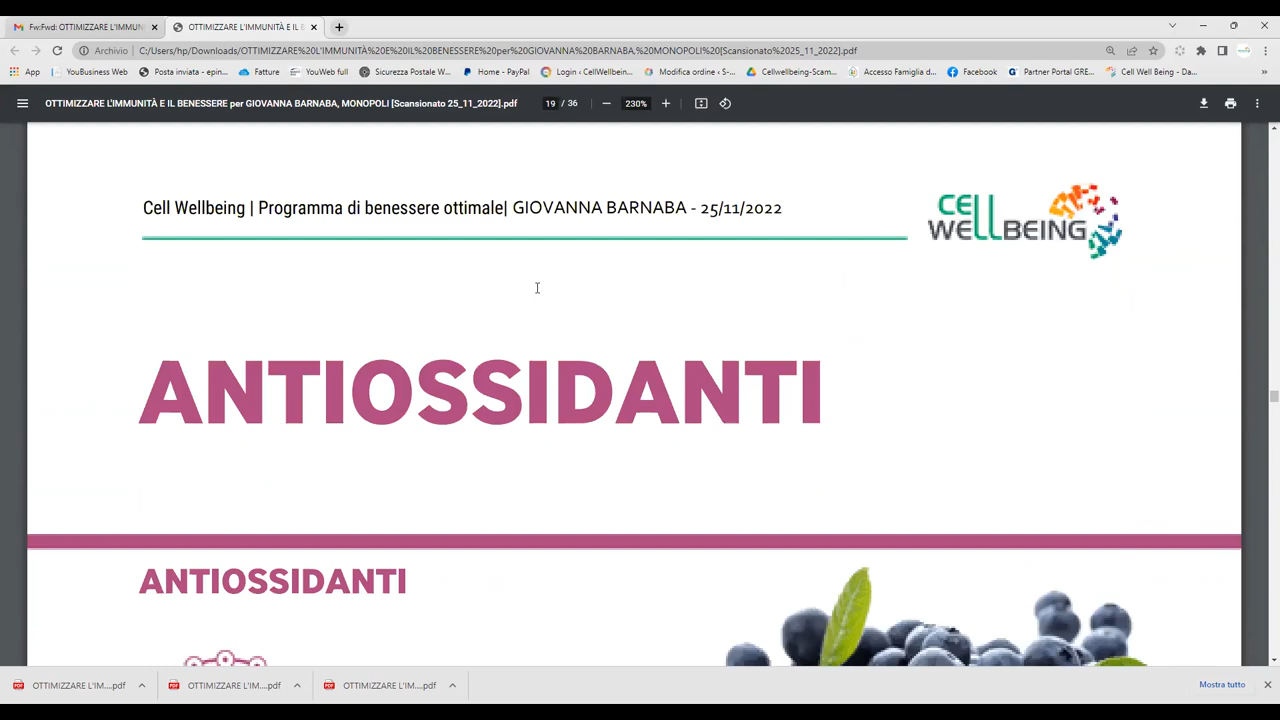 Fw:Fwd: OTTIMIZZARE L'IMMUN
OTTIMIZZARE L'IMMUNITÀ E IL B
Archivio
C:/Users/hp/Downloads/OTTIMIZZARE%20L'IMMUNITÀ%20E%20IL%20BENESSERE%20per%20GIOVANNA%20BARNABA,%20MONOPOLI%20[Scansionato%2025_11_2022].pdf
App YouBusiness Web Posta inviata - epin... Fatture YouWeb full Sicurezza Postale W... Home - PayPal Login ‹ CellWellbein... Modifica ordine ‹ S-... Cellwellbeing-Scam... Accesso Famiglia d... Facebook Partner Portal GRE... Cell Well Being - Da...
OTTIMIZZARE L'IMMUNITÀ E IL BENESSERE per GIOVANNA BARNABA, MONOPOLI [Scansionato 25_11_2022].pdf 19 / 36 230%
Cell Wellbeing | Programma di benessere ottimale| GIOVANNA BARNABA - 25/11/2022
CELL
WELLBEING
ANTIOSSIDANTI
ANTIOSSIDANTI
OTTIMIZZARE L'IM....pdf OTTIMIZZARE L'IM....pdf OTTIMIZZARE L'IM....pdf Mostra tutto